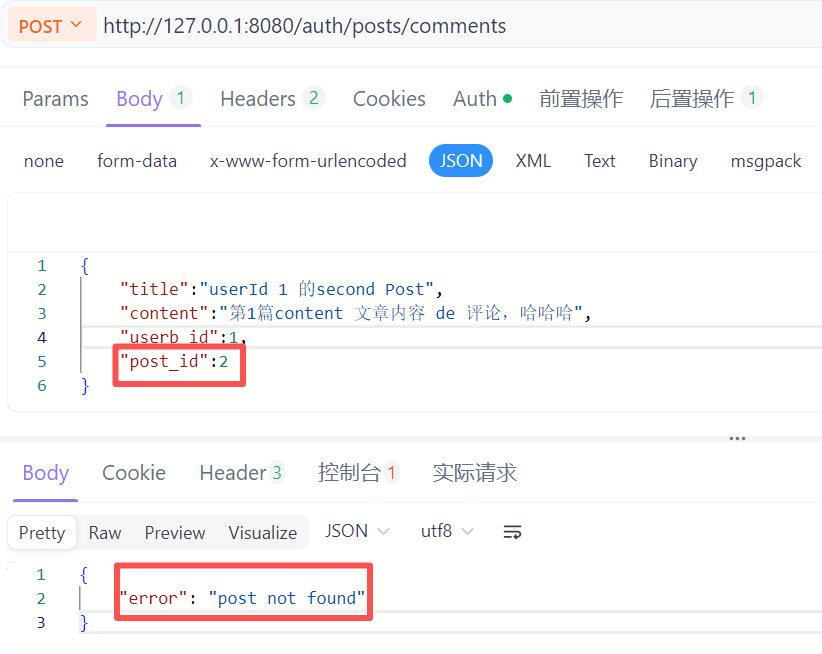 POST http://127.0.0.1:8080/auth/posts/comments
Params Body 1 Headers 2 Cookies Auth 前置操作 后置操作 1
none form-data x-www-form-urlencoded JSON XML Text Binary msgpack
1 {
2 "title":"userId 1 的second Post",
3 "content":"第1篇content 文章内容 de 评论，哈哈哈",
4 "userb_id":1,
5 "post_id":2
6 }
Body Cookie Header 3 控制台 1 实际请求
Pretty Raw Preview Visualize JSON utf8
1 {
2 "error": "post not found"
3 }